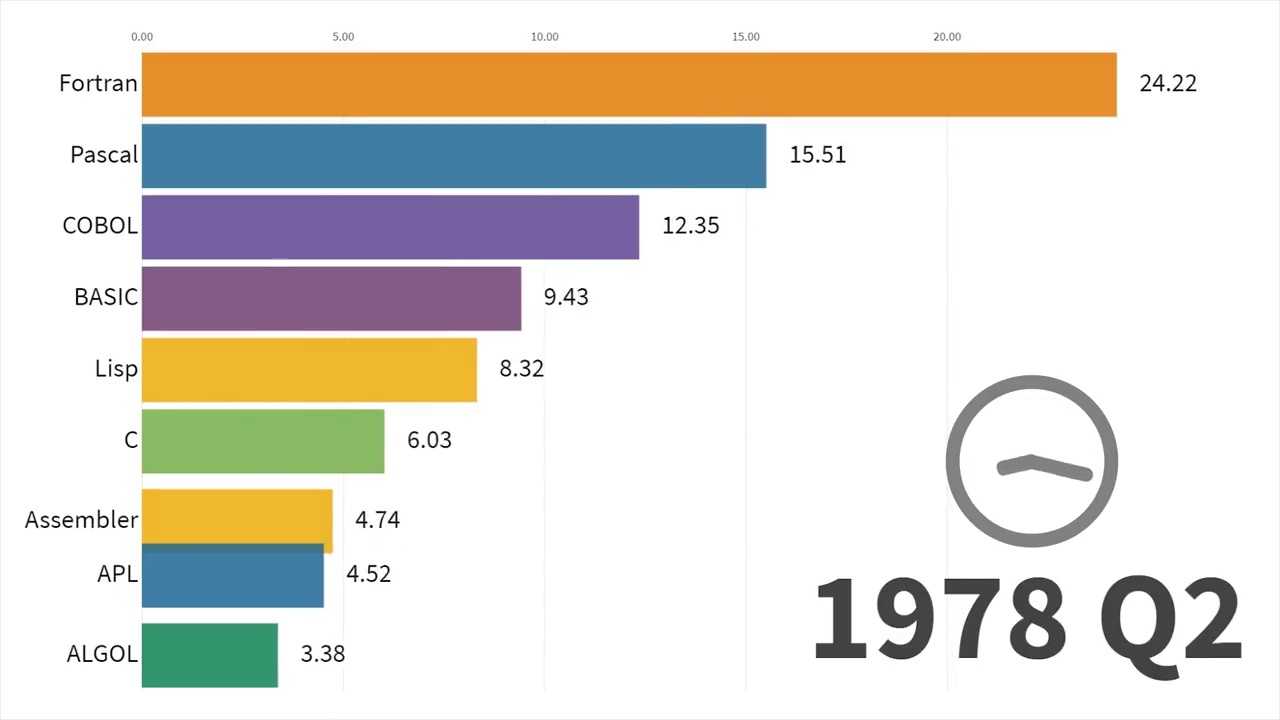 0.00 5.00 10.00 15.00 20.00
Fortran 24.22
Pascal 15.51
COBOL 12.35
BASIC 9.43
Lisp 8.32
C 6.03
Assembler 4.74
APL 4.52
ALGOL 3.38
1978 Q2